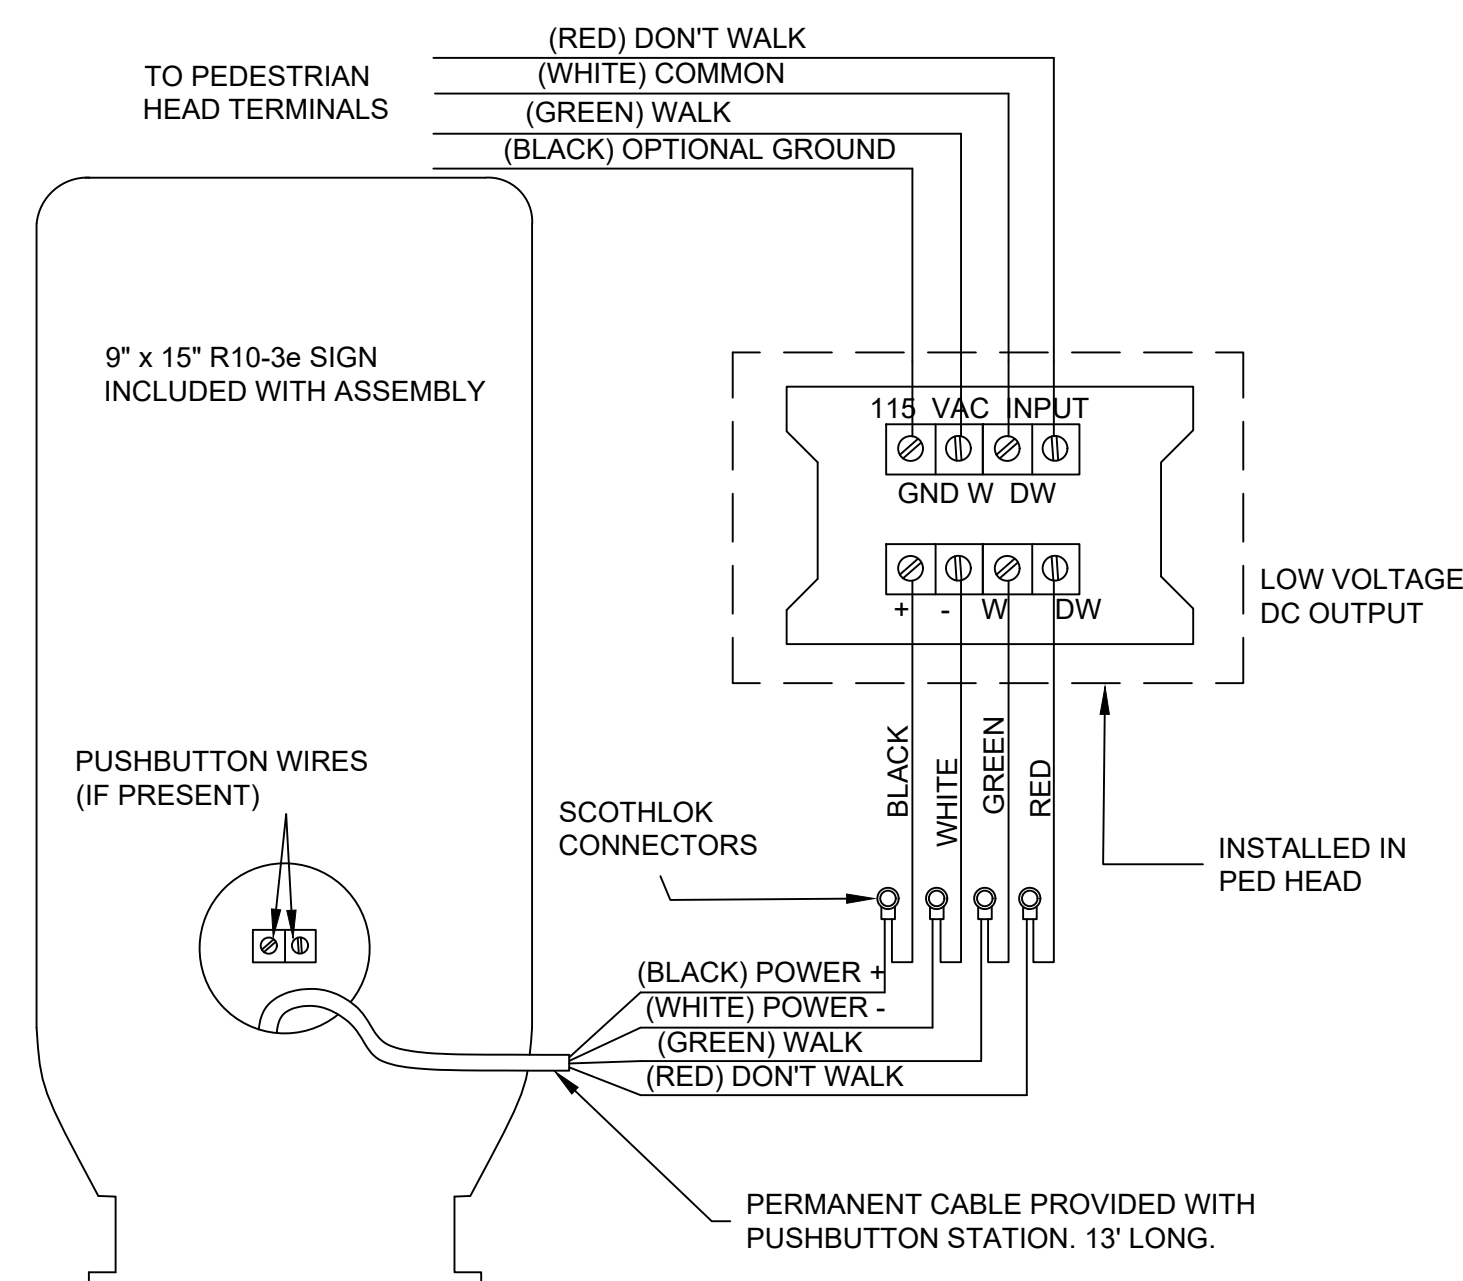 (RED) DON'T WALK
TO PEDESTRIAN
HEAD TERMINALS
(WHITE) COMMON
(GREEN) WALK
(BLACK) OPTIONAL GROUND
9" x 15" R10-3e SIGN
INCLUDED WITH ASSEMBLY
115 VAC INPUT
GND W DW
+ - W DW
LOW VOLTAGE
DC OUTPUT
BLACK
WHITE
GREEN
RED
PUSHBUTTON WIRES
(IF PRESENT)
SCOTHLOK
CONNECTORS
INSTALLED IN
PED HEAD
(BLACK) POWER +
(WHITE) POWER -
(GREEN) WALK
(RED) DON'T WALK
PERMANENT CABLE PROVIDED WITH
PUSHBUTTON STATION. 13' LONG.